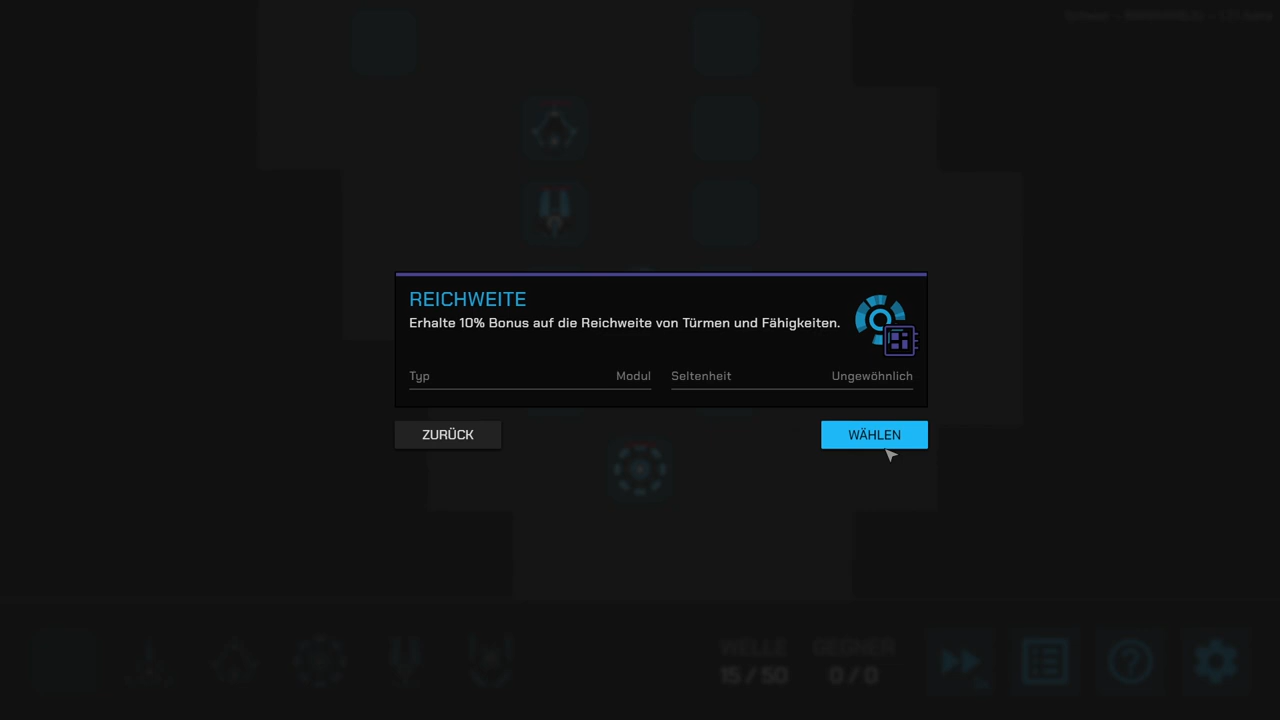 REICHWEITE
Erhalte 10% Bonus auf die Reichweite von Türmen und Fähigkeiten.
Typ Modul Seltenheit Ungewöhnlich
ZURÜCK WÄHLEN
WELLE GEGNER
15 / 50 0 / 0